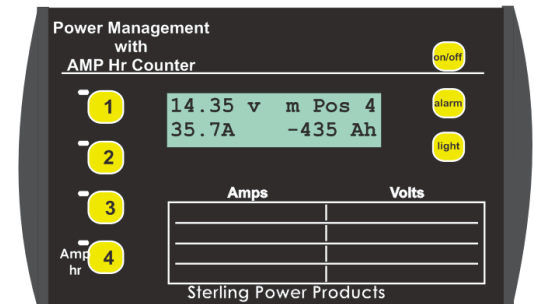 Power Management
with
AMP Hr Counter
on/off
1
14.35 v m Pos 4
35.7A -435 Ah
alarm
2
light
3
Amps Volts
Amp
hr
4
Sterling Power Products